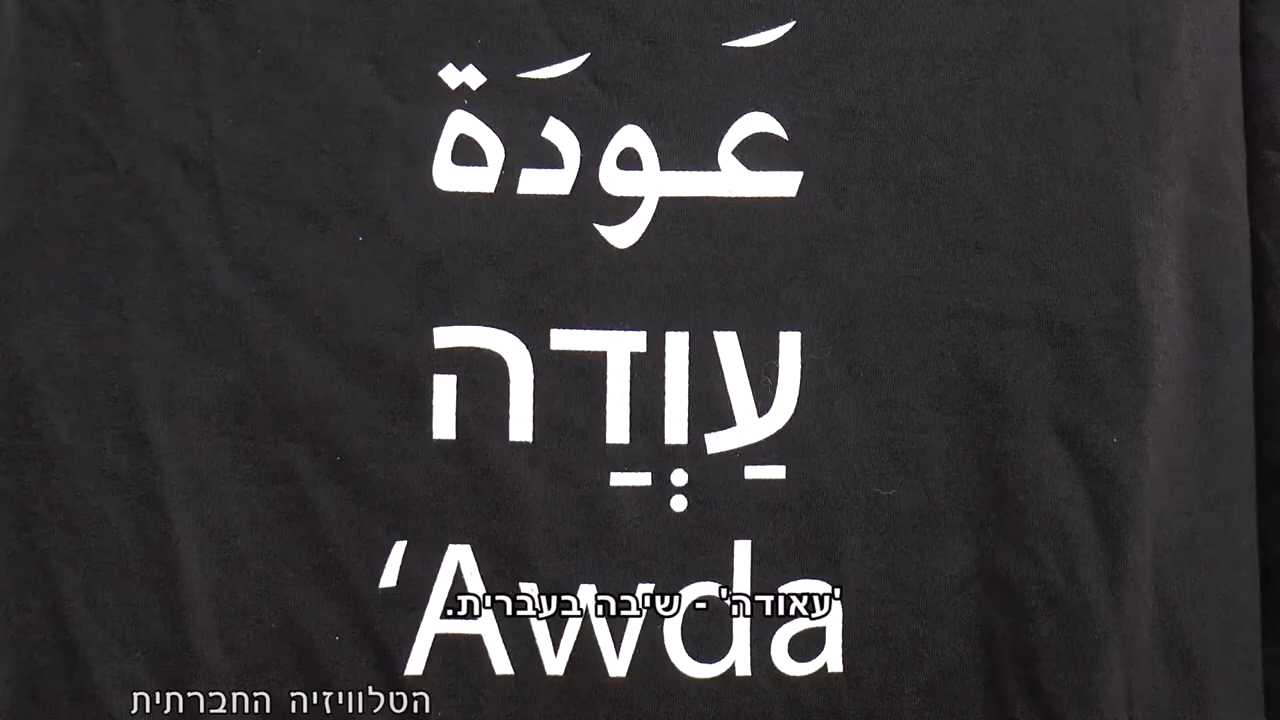 عَودَة
עַוְדַה
‘Awda
'עאודה' - שיבה בעברית.
הטלוויזיה החברתית